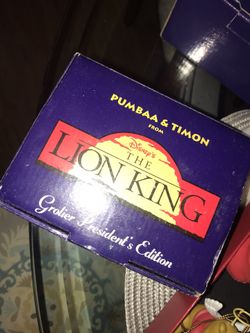 PUMBAA & TIMON
FROM
Disney's
THE
LION KING
Grolier President's Edition